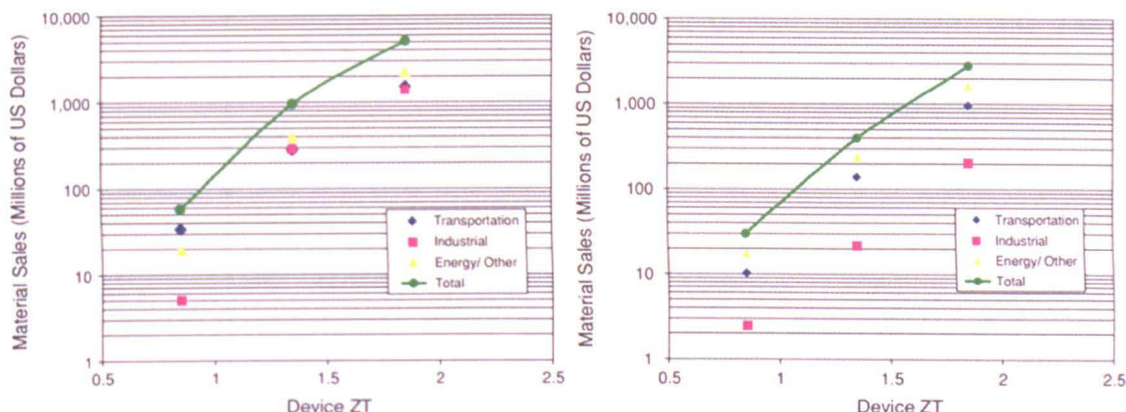 Material Sales (Millions of US Dollars)
10,000
1,000
100
10
1
0.5
1
1.5
2
2.5
Device ZT
Transportation
Industrial
Energy/ Other
Total
Material Sales (Millions of US Dollars)
10,000
1,000
100
10
1
0.5
1
1.5
2
2.5
Device ZT
Transportation
Industrial
Energy/ Other
Total